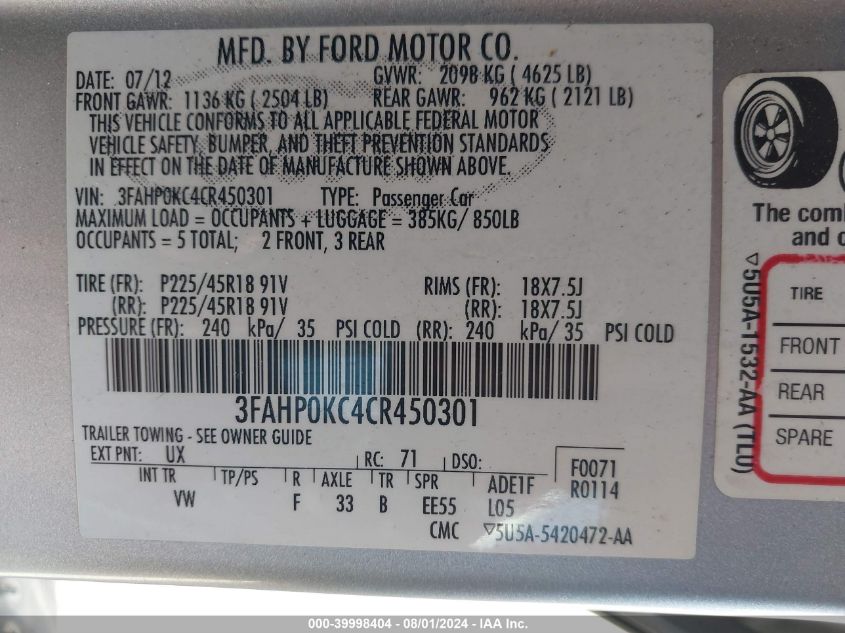 MFD. BY FORD MOTOR CO.
DATE: 07/12 GVWR: 2098 KG ( 4625 LB)
FRONT GAWR: 1136 KG ( 2504 LB) REAR GAWR: 962 KG ( 2121 LB)
THIS VEHICLE CONFORMS TO ALL APPLICABLE FEDERAL MOTOR
VEHICLE SAFETY, BUMPER, AND THEFT PREVENTION STANDARDS
IN EFFECT ON THE DATE OF MANUFACTURE SHOWN ABOVE.
VIN: 3FAHP0KC4CR450301 TYPE: Passenger Car
MAXIMUM LOAD = OCCUPANTS + LUGGAGE = 385KG/ 850LB
OCCUPANTS = 5 TOTAL; 2 FRONT, 3 REAR
TIRE (FR): P225/45R18 91V RIMS (FR): 18X7.5J
(RR): P225/45R18 91V (RR): 18X7.5J
PRESSURE (FR): 240 kPa/ 35 PSI COLD (RR): 240 kPa/ 35 PSI COLD
3FAHP0KC4CR450301
TRAILER TOWING - SEE OWNER GUIDE
EXT PNT: UX RC: 71 DSO: F0071
INT TR TP/PS R AXLE TR SPR ADE1F R0114
VW F 33 B EE55 L05
CMC 5U5A-5420472-AA
The com
and
5U5A-1532-AA (TLU)
TIRE
FRONT
REAR
SPARE
000-39998404 - 08/01/2024 - IAA Inc.